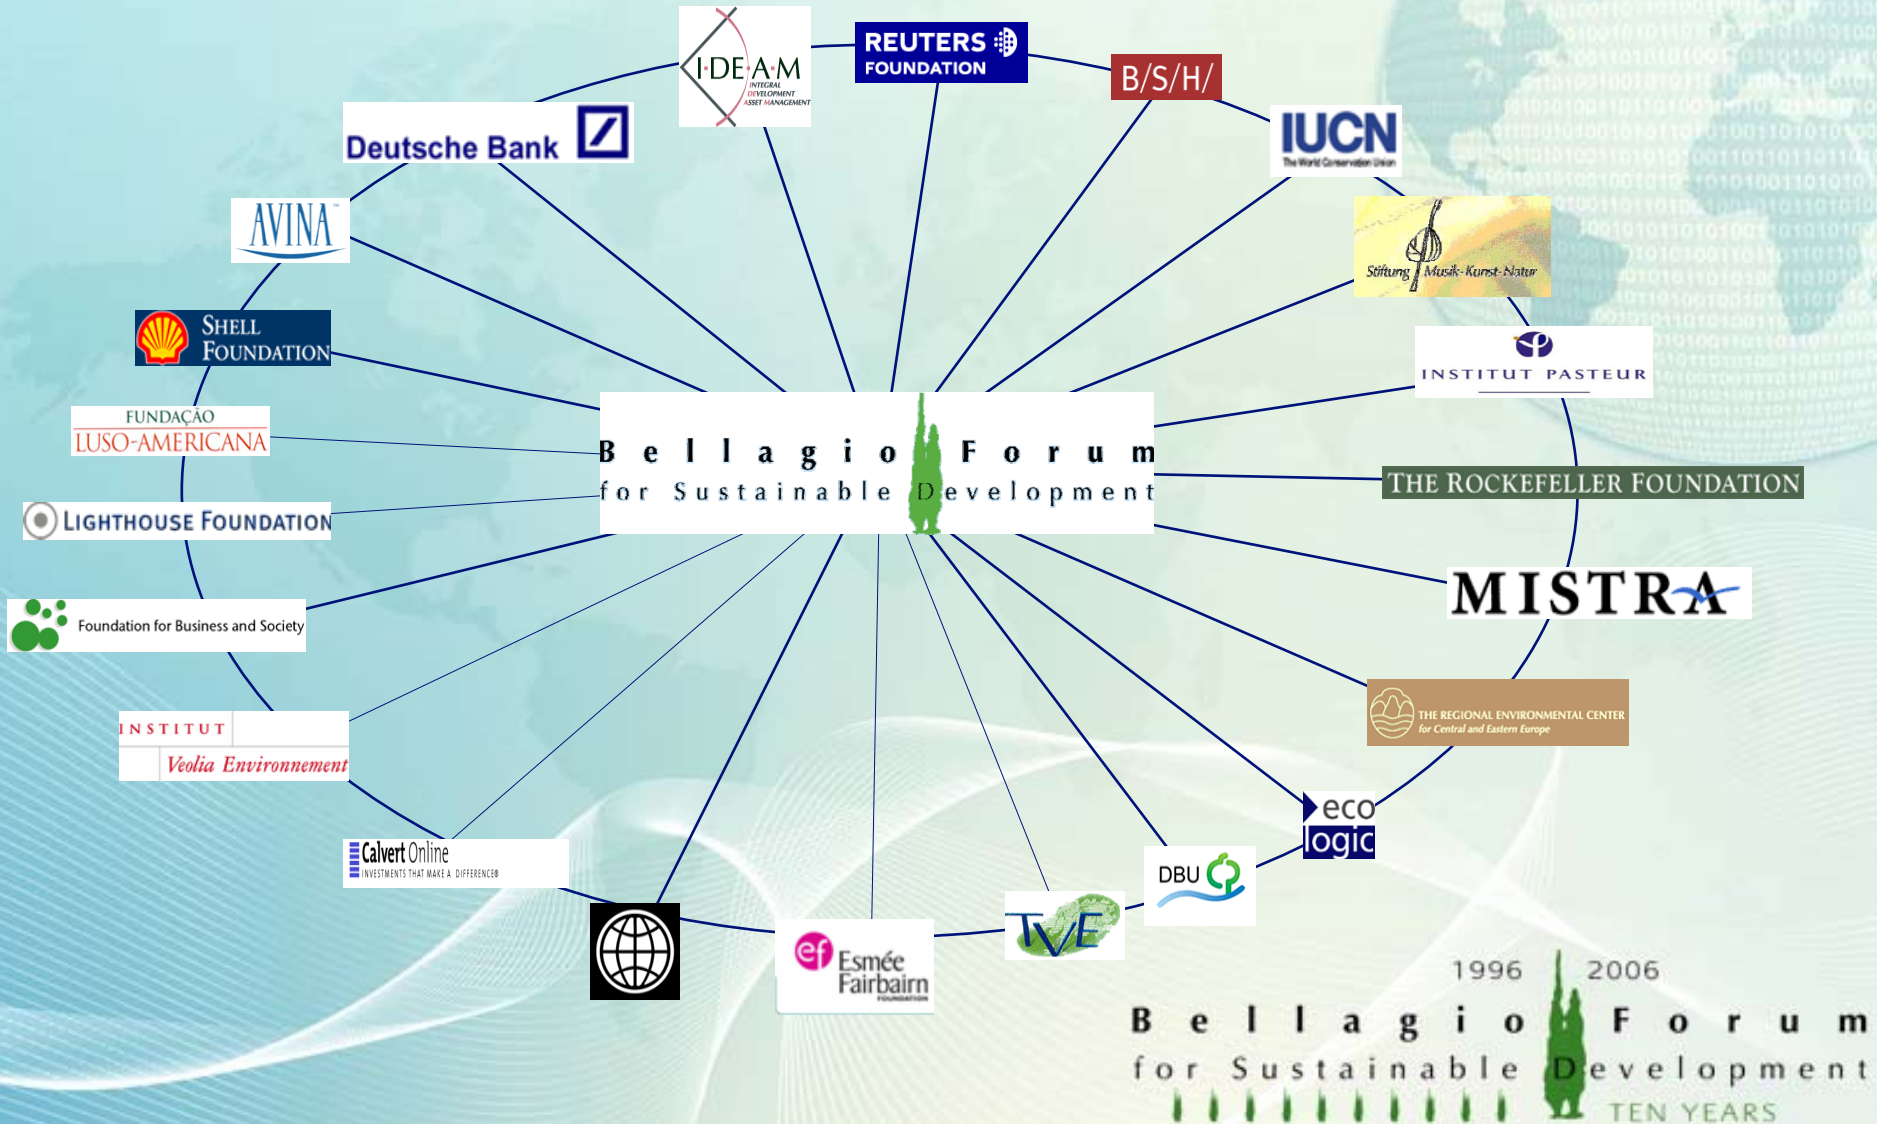 I·DE·A·M
INTEGRAL
DEVELOPMENT
ASSET MANAGEMENT
REUTERS
FOUNDATION
B/S/H/
IUCN
The World Conservation Union
Deutsche Bank
AVINA
Stiftung Musik-Kunst-Natur
SHELL
FOUNDATION
INSTITUT PASTEUR
FUNDAÇÃO
LUSO-AMERICANA
Bellagio Forum
for Sustainable Development
THE ROCKEFELLER FOUNDATION
LIGHTHOUSE FOUNDATION
MISTRA
Foundation for Business and Society
THE REGIONAL ENVIRONMENTAL CENTER
for Central and Eastern Europe
INSTITUT
Veolia Environnement
eco
logic
Calvert Online
INVESTMENTS THAT MAKE A DIFFERENCE®
DBU
TVE
ef
Esmée
Fairbairn
FOUNDATION
1996 2006
Bellagio Forum
for Sustainable Development
TEN YEARS